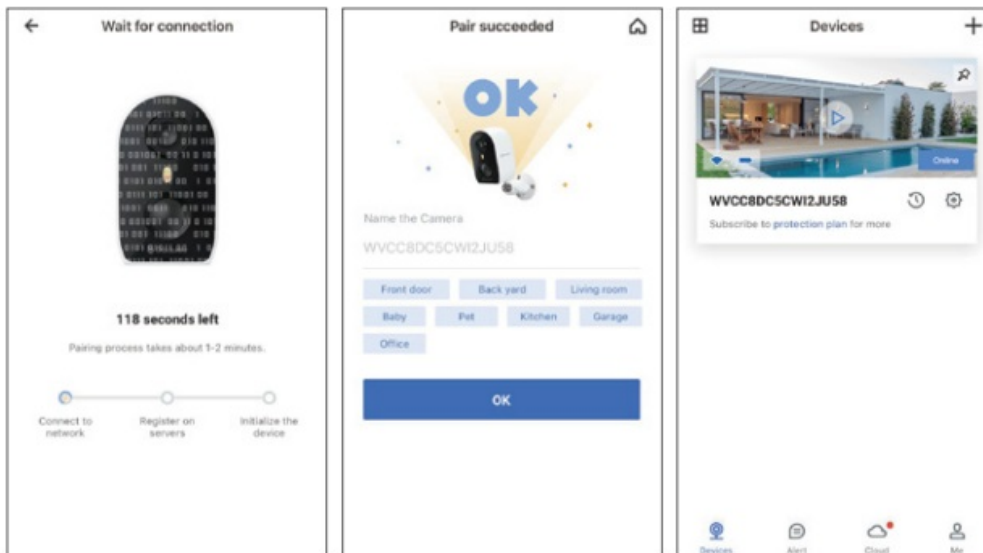 Wait for connection
118 seconds left
Pairing process takes about 1-2 minutes.
Connect to
network
Register on
servers
Initialize the
device
Pair succeeded
OK
Name the Camera
WVCC8DC5CWI2JU58
Front door
Back yard
Living room
Baby
Pet
Kitchen
Garage
Office
OK
Devices
Online
WVCC8DC5CWI2JU58
Subscribe to protection plan for more
Devices
Alert
Cloud
Me